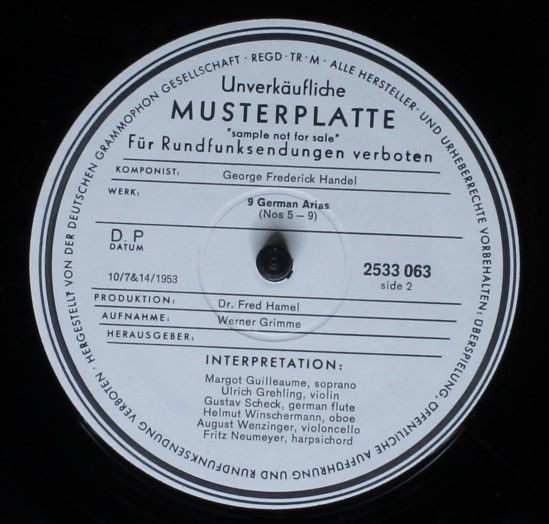 HERGESTELLT VON DER DEUTSCHEN GRAMMOPHON GESELLSCHAFT · REGD · TR · M · ALLE HERSTELLER- UND URHEBERRECHTE VORBEHALTEN; ÜBERSPIELUNG, ÖFFENTLICHE AUFFÜHRUNG UND RUNDFUNKSENDUNG VERBOTEN ·
Unverkäufliche
MUSTERPLATTE
"sample not for sale"
Für Rundfunksendungen verboten
KOMPONIST: George Frederick Handel
WERK: 9 German Arias
(Nos 5 – 9)
D.P
DATUM
2533 063
10/7&14/1953 side 2
PRODUKTION: Dr. Fred Hamel
AUFNAHME: Werner Grimme
HERAUSGEBER:
INTERPRETATION:
Margot Guilleaume, soprano
Ulrich Grehling, violin
Gustav Scheck, german flute
Helmut Winschermann, oboe
August Wenzinger, violoncello
Fritz Neumeyer, harpsichord